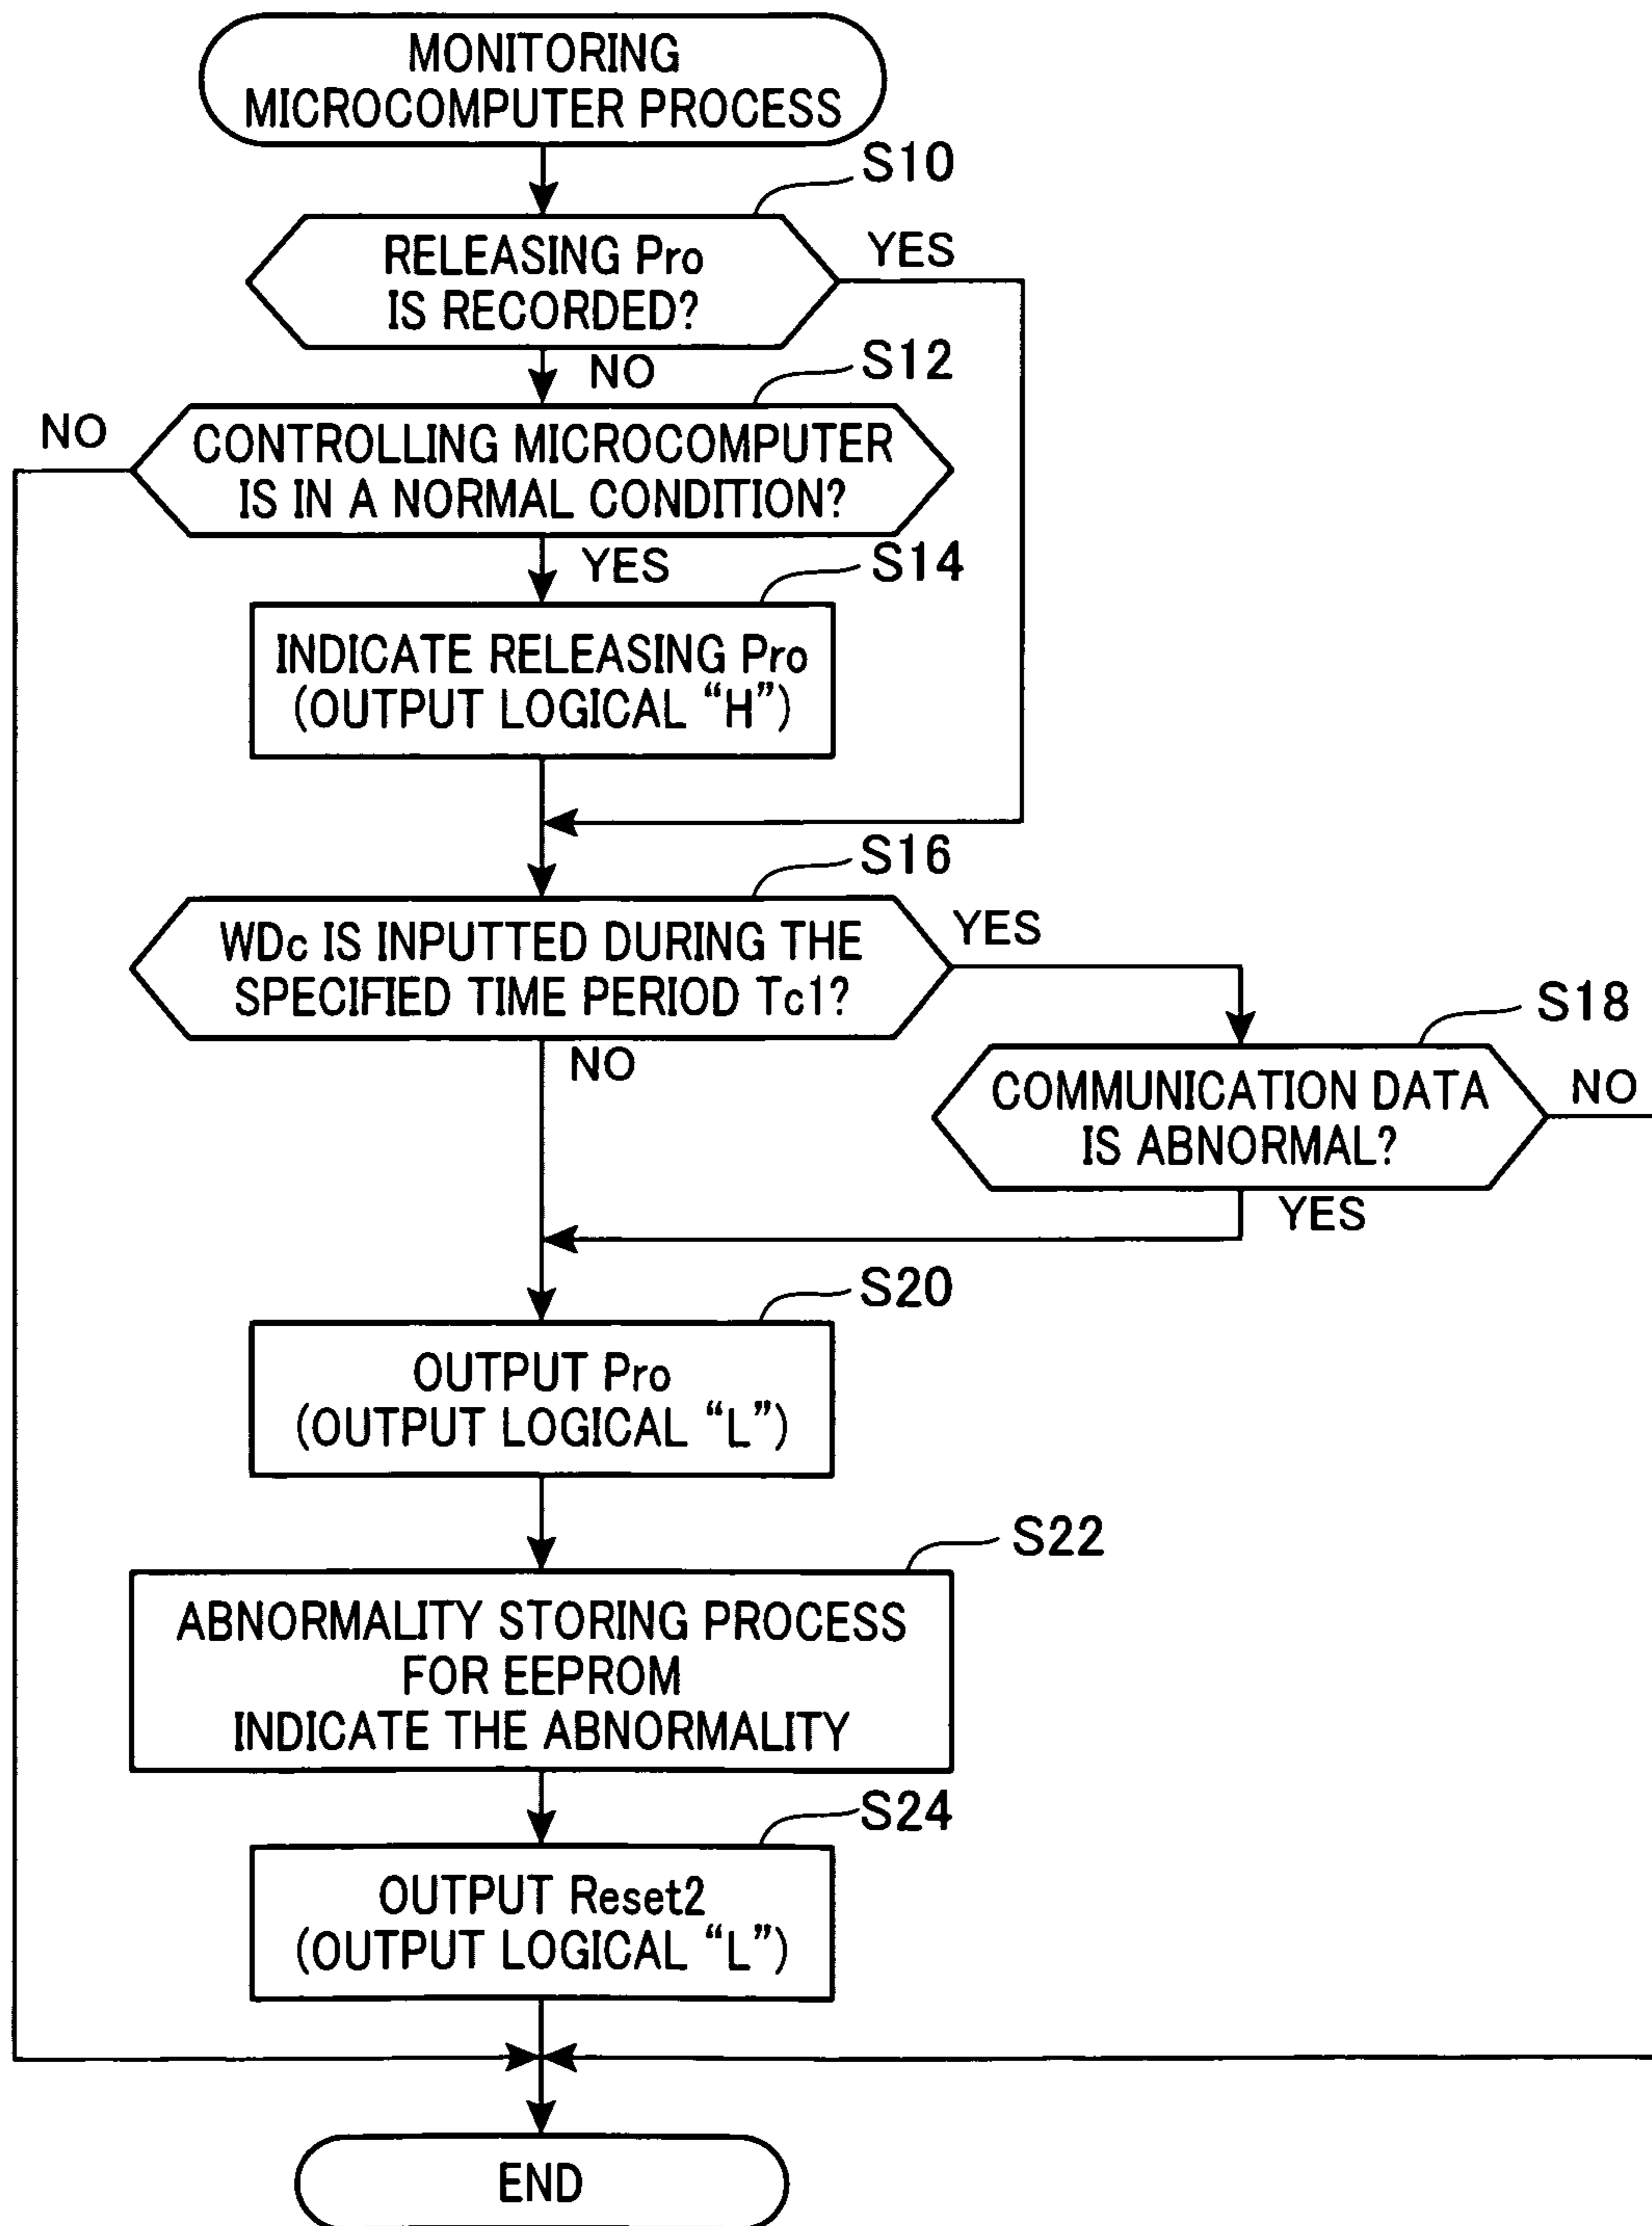 MONITORING
MICROCOMPUTER PROCESS
S10
RELEASING Pro
IS RECORDED?
YES
NO
S12
NO
CONTROLLING MICROCOMPUTER
IS IN A NORMAL CONDITION?
YES
S14
INDICATE RELEASING Pro
(OUTPUT LOGICAL “H”)
S16
WDc IS INPUTTED DURING THE
SPECIFIED TIME PERIOD Tc1?
YES
NO
S18
COMMUNICATION DATA
IS ABNORMAL?
NO
YES
S20
OUTPUT Pro
(OUTPUT LOGICAL “L”)
S22
ABNORMALITY STORING PROCESS
FOR EEPROM
INDICATE THE ABNORMALITY
S24
OUTPUT Reset2
(OUTPUT LOGICAL “L”)
END